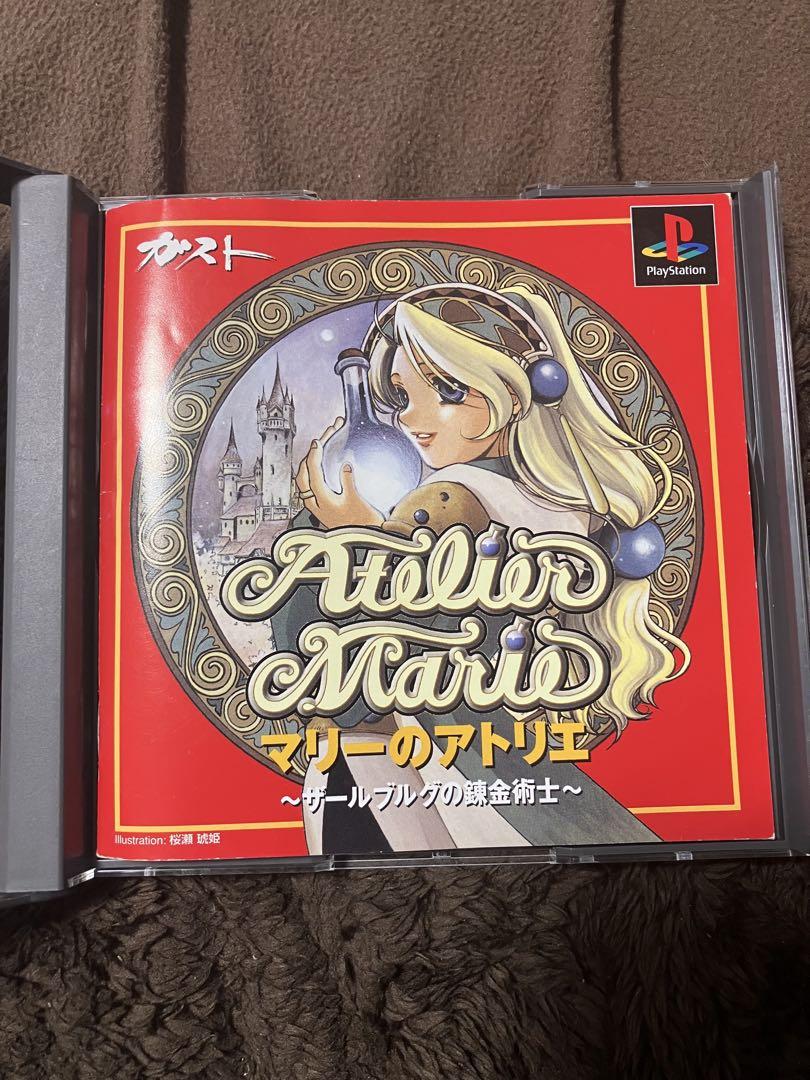 ガスト
PlayStation
Atelier
Marie
マリーのアトリエ
~ザールブルグの錬金術士~
Illustration: 桜瀬 琥姫